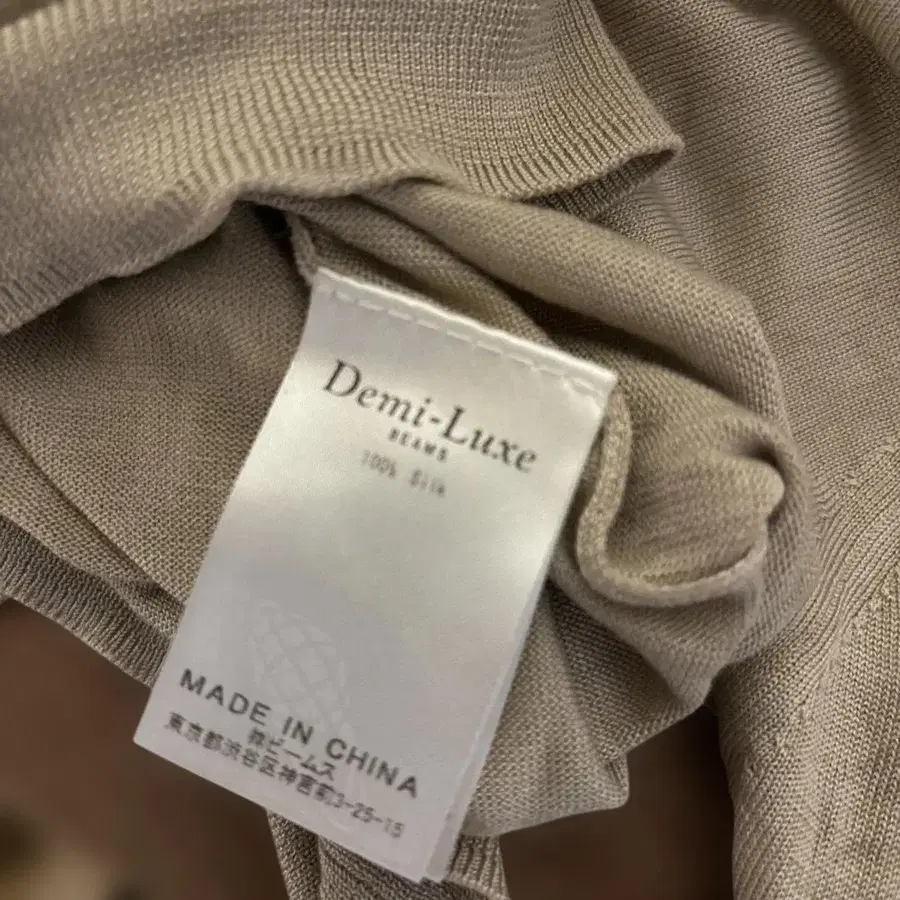 Demi-Luxe
BEAMS
100% Silk
MADE IN CHINA
㈱ビームス
東京都渋谷区神宮前3-25-15